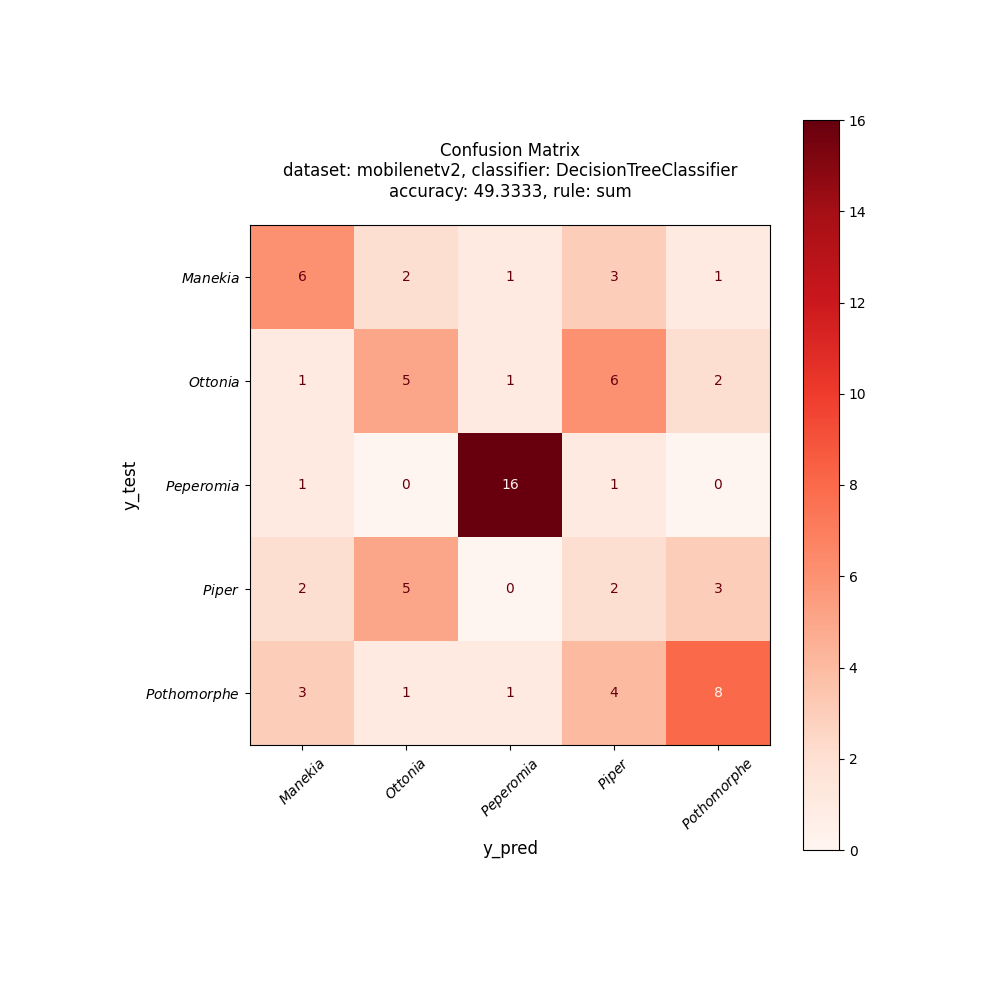 Confusion Matrix
dataset: mobilenetv2, classifier: DecisionTreeClassifier
accuracy: 49.3333, rule: sum
y_test
Manekia 6 2 1 3 1
Ottonia 1 5 1 6 2
Peperomia 1 0 16 1 0
Piper 2 5 0 2 3
Pothomorphe 3 1 1 4 8
Manekia Ottonia Peperomia Piper Pothomorphe
y_pred
16
14
12
10
8
6
4
2
0